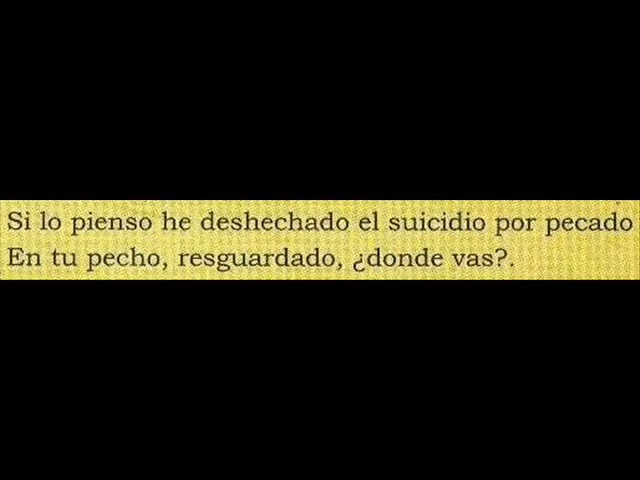 Si lo pienso he deshechado el suicidio por pecado
En tu pecho, resguardado, ¿donde vas?.